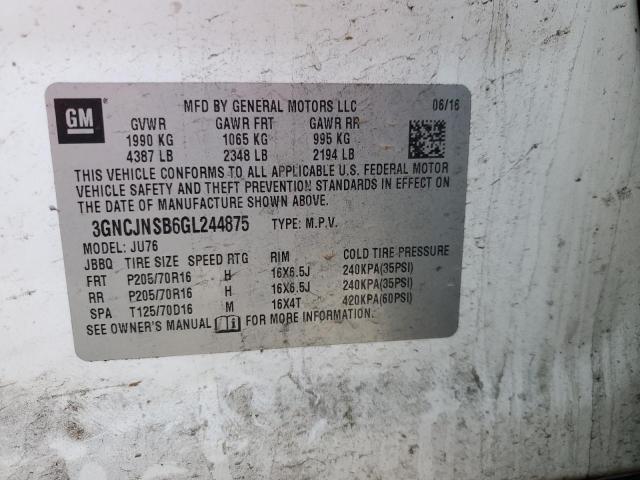 GM
MFD BY GENERAL MOTORS LLC 06/16
GVWR GAWR FRT GAWR RR
1990 KG 1065 KG 995 KG
4387 LB 2348 LB 2194 LB
THIS VEHICLE CONFORMS TO ALL APPLICABLE U.S. FEDERAL MOTOR
VEHICLE SAFETY AND THEFT PREVENTION STANDARDS IN EFFECT ON
THE DATE OF MANUFACTURE SHOWN ABOVE.
3GNCJNSB6GL244875 TYPE: M.P.V.
MODEL: JU76
JBBQ TIRE SIZE SPEED RTG RIM COLD TIRE PRESSURE
FRT P205/70R16 H 16X6.5J 240KPA(35PSI)
RR P205/70R16 H 16X6.5J 240KPA(35PSI)
SPA T125/70D16 M 16X4T 420KPA(60PSI)
SEE OWNER'S MANUAL FOR MORE INFORMATION.